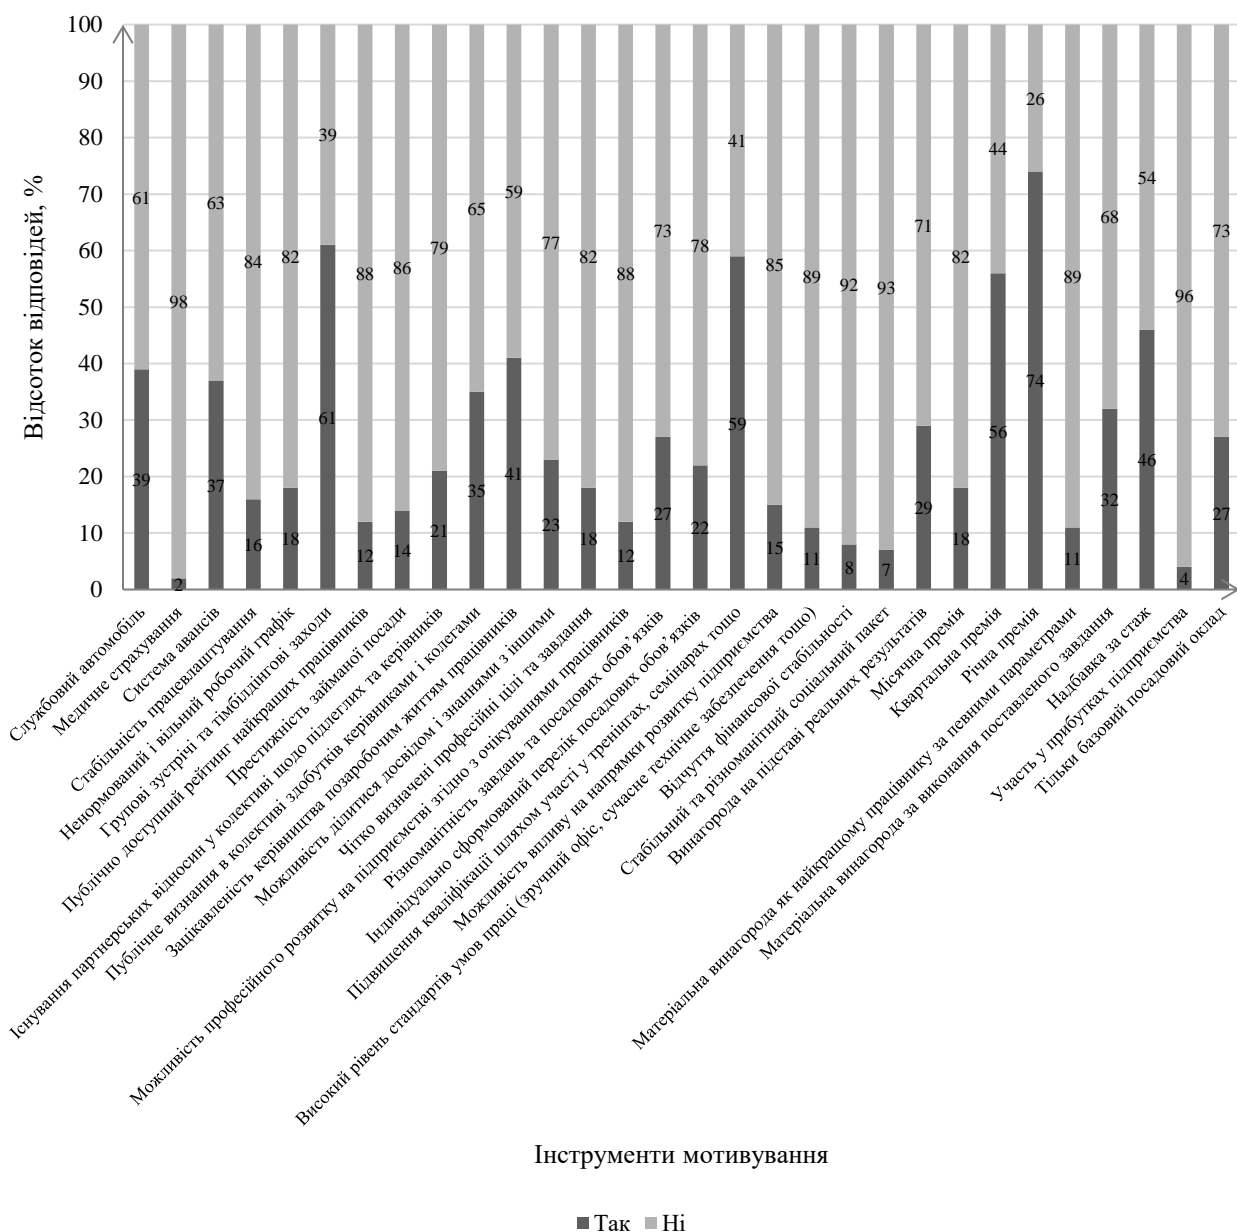 100
90
80
70
60
50
40
30
20
10
0
Відсоток відповідей, %
61
98
63
84
82
39
88
86
79
65
59
77
82
88
73
78
41
85
89
92
93
71
82
44
26
89
68
54
96
73
39
2
37
16
18
61
12
14
21
35
41
23
18
12
27
22
59
15
11
8
7
29
18
56
74
11
32
46
4
27
Службовий автомобіль
Медичне страхування
Система авансів
Стабільність працевлаштування
Ненормований і вільний робочий графік
Групові зустрічі та тімбілдінгові заходи
Публічно доступний рейтинг найкращих працівників
Престижність займаної посади
Існування партнерських відносин у колективі щодо підлеглих та керівників
Публічне визнання в колективі здобутків керівниками і колегами
Зацікавленість керівництва позаробочим життям працівників
Можливість ділитися досвідом і знаннями з іншими
Чітко визначені професійні цілі та завдання
Можливість професійного розвитку на підприємстві згідно з очікуваннями працівників
Різноманітність завдань та посадових обов’язків
Індивідуально сформований перелік посадових обов’язків
Підвищення кваліфікації шляхом участі у тренінгах, семінарах тошо
Можливість впливу на напрямки розвитку підприємства
Високий рівень стандартів умов праці (зручний офіс, сучасне технічне забезпечення тощо)
Відчуття фінансової стабільності
Стабільний та різноманітний соціальний пакет
Винагорода на підставі реальних результатів
Місячна премія
Квартальна премія
Річна премія
Матеріальна винагорода як найкращому працівнику за певними параметрами
Матеріальна винагорода за виконання поставленого завдання
Надбавка за стаж
Участь у прибутках підприємства
Тільки базовий посадовий оклад
Інструменти мотивування
Так Ні